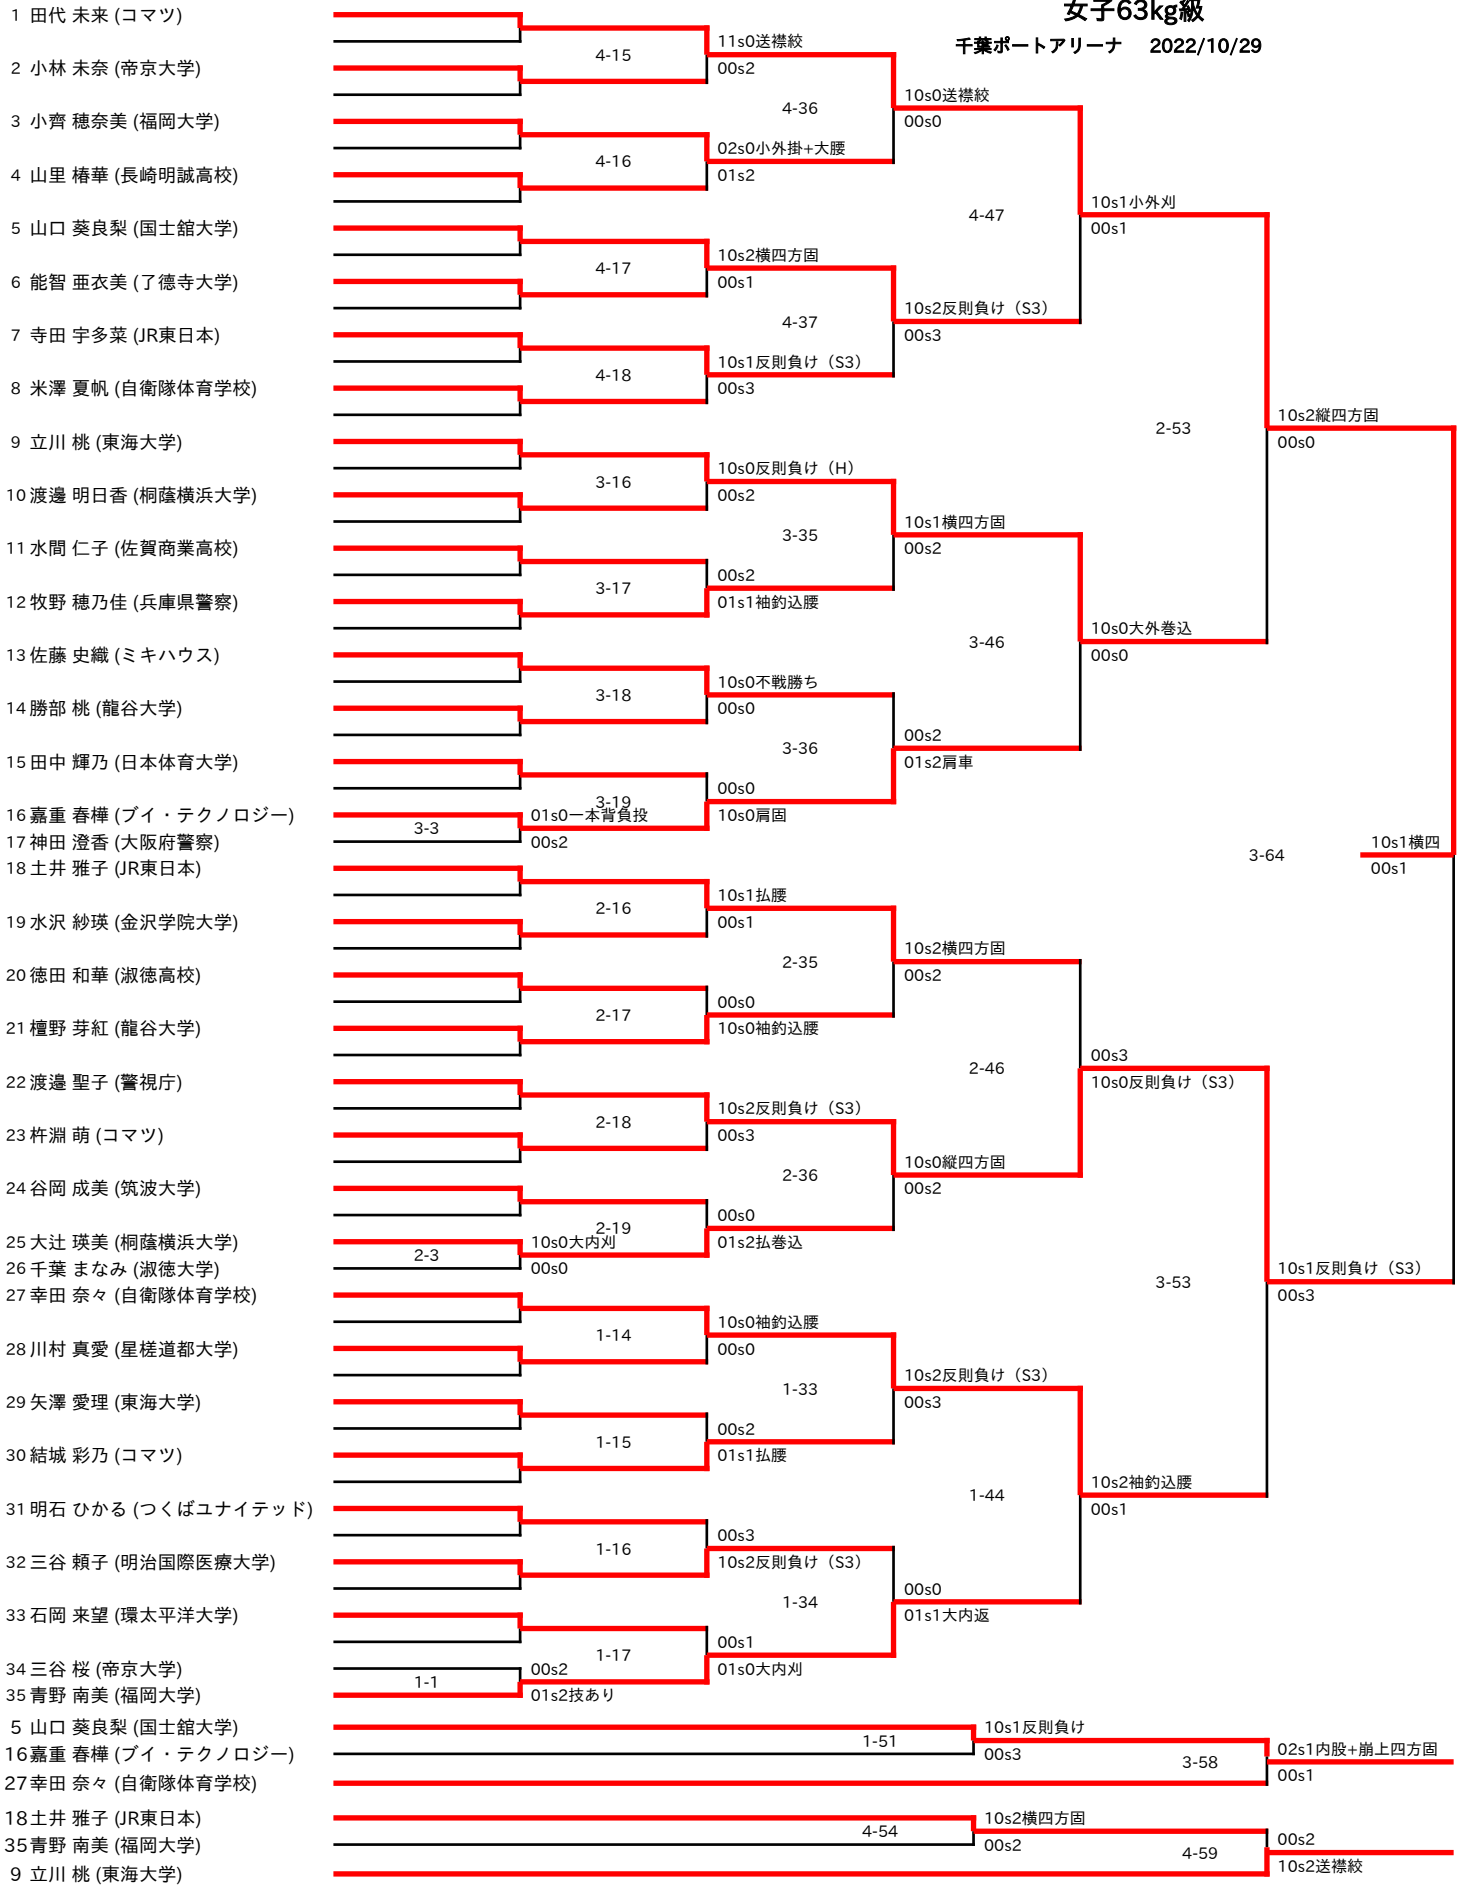 女子63kg級
千葉ポートアリーナ 2022/10/29
1 田代 未来 (コマツ)
2 小林 未奈 (帝京大学)
3 小齊 穂奈美 (福岡大学)
4 山里 椿華 (長崎明誠高校)
5 山口 葵良梨 (国士舘大学)
6 能智 亜衣美 (了德寺大学)
7 寺田 宇多菜 (JR東日本)
8 米澤 夏帆 (自衛隊体育学校)
9 立川 桃 (東海大学)
10 渡邉 明日香 (桐蔭横浜大学)
11 水間 仁子 (佐賀商業高校)
12 牧野 穂乃佳 (兵庫県警察)
13 佐藤 史織 (ミキハウス)
14 勝部 桃 (龍谷大学)
15 田中 輝乃 (日本体育大学)
16 嘉重 春樺 (ブイ・テクノロジー)
17 神田 澄香 (大阪府警察)
18 土井 雅子 (JR東日本)
19 水沢 紗瑛 (金沢学院大学)
20 徳田 和華 (淑徳高校)
21 檀野 芽紅 (龍谷大学)
22 渡邉 聖子 (警視庁)
23 杵淵 萌 (コマツ)
24 谷岡 成美 (筑波大学)
25 大辻 瑛美 (桐蔭横浜大学)
26 千葉 まなみ (淑徳大学)
27 幸田 奈々 (自衛隊体育学校)
28 川村 真愛 (星槎道都大学)
29 矢澤 愛理 (東海大学)
30 結城 彩乃 (コマツ)
31 明石 ひかる (つくばユナイテッド)
32 三谷 頼子 (明治国際医療大学)
33 石岡 来望 (環太平洋大学)
34 三谷 桜 (帝京大学)
35 青野 南美 (福岡大学)
3-3
01s0一本背負投
00s2
2-3
10s0大内刈
00s0
1-1
00s2
01s2技あり
4-15
11s0送襟絞
00s2
4-16
02s0小外掛+大腰
01s2
4-17
10s2横四方固
00s1
4-18
10s1反則負け（S3）
00s3
3-16
10s0反則負け（H）
00s2
3-17
00s2
01s1袖釣込腰
3-18
10s0不戦勝ち
00s0
3-19
00s0
10s0肩固
2-16
10s1払腰
00s1
2-17
00s0
10s0袖釣込腰
2-18
10s2反則負け（S3）
00s3
2-19
00s0
01s2払巻込
1-14
10s0袖釣込腰
00s0
1-15
00s2
01s1払腰
1-16
00s3
10s2反則負け（S3）
1-17
00s1
01s0大内刈
4-36
10s0送襟絞
00s0
4-37
10s2反則負け（S3）
00s3
3-35
10s1横四方固
00s2
3-36
00s2
01s2肩車
2-35
10s2横四方固
00s2
2-36
10s0縦四方固
00s2
1-33
10s2反則負け（S3）
00s3
1-34
00s0
01s1大内返
4-47
10s1小外刈
00s1
3-46
10s0大外巻込
00s0
2-46
00s3
10s0反則負け（S3）
1-44
10s2袖釣込腰
00s1
2-53
10s2縦四方固
00s0
3-53
10s1反則負け（S3）
00s3
3-64
10s1横四
00s1
5 山口 葵良梨 (国士舘大学)
16 嘉重 春樺 (ブイ・テクノロジー)
27 幸田 奈々 (自衛隊体育学校)
1-51
10s1反則負け
00s3
3-58
02s1内股+崩上四方固
00s1
18 土井 雅子 (JR東日本)
35 青野 南美 (福岡大学)
9 立川 桃 (東海大学)
4-54
10s2横四方固
00s2
4-59
00s2
10s2送襟絞